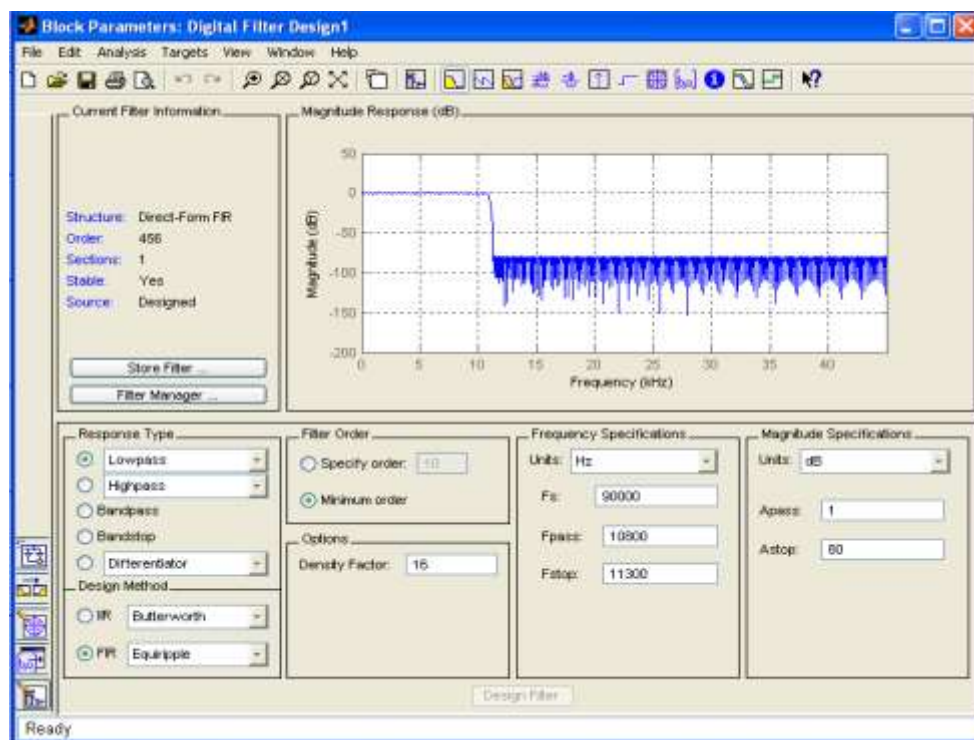 Block Parameters: Digital Filter Design1
File Edit Analysis Targets View Window Help
Current Filter Information
Structure: Direct-Form FIR
Order: 456
Sections: 1
Stable: Yes
Source: Designed
Store Filter ...
Filter Manager ...
Magnitude Response (dB)
Magnitude (dB)
50
0
-50
-100
-150
-200
0 5 10 15 20 25 30 35 40
Frequency (kHz)
Response Type
Lowpass
Highpass
Bandpass
Bandstop
Differentiator
Design Method
IIR Butterworth
FIR Equiripple
Filter Order
Specify order: 10
Minimum order
Options
Density Factor: 16
Frequency Specifications
Units: Hz
Fs: 90000
Fpass: 10800
Fstop: 11300
Magnitude Specifications
Units: dB
Apass: 1
Astop: 80
Design Filter
Ready